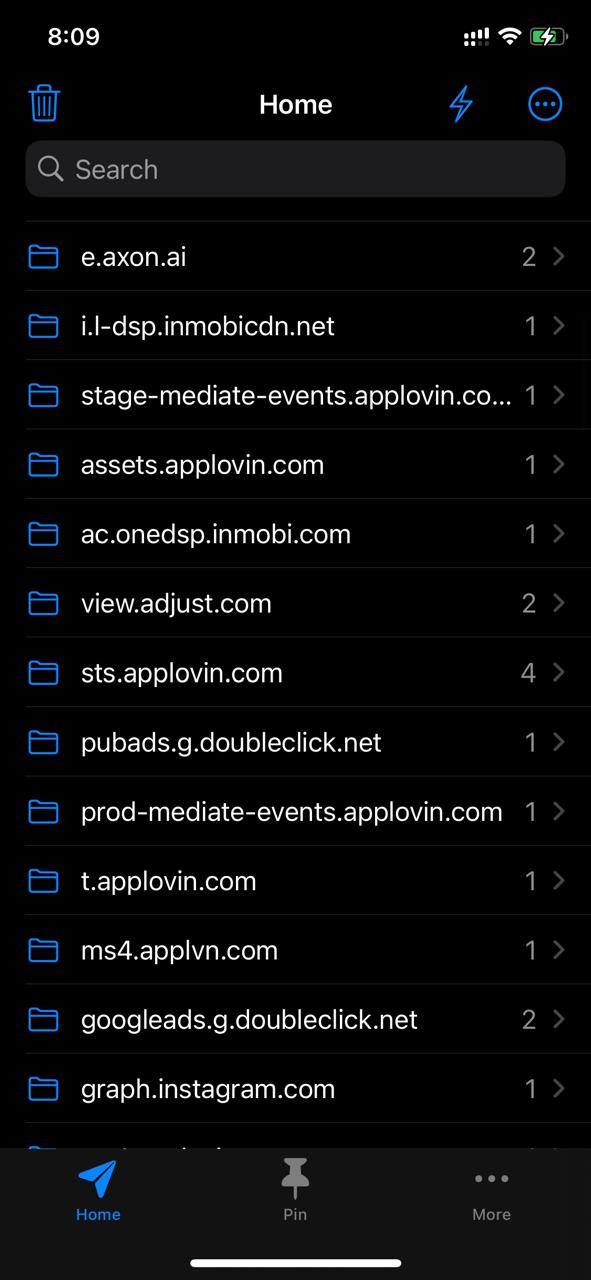 8:09
Home
Search
e.axon.ai 2
i.l-dsp.inmobicdn.net 1
stage-mediate-events.applovin.co... 1
assets.applovin.com 1
ac.onedsp.inmobi.com 1
view.adjust.com 2
sts.applovin.com 4
pubads.g.doubleclick.net 1
prod-mediate-events.applovin.com 1
t.applovin.com 1
ms4.applvn.com 1
googleads.g.doubleclick.net 2
graph.instagram.com 1
Home Pin More